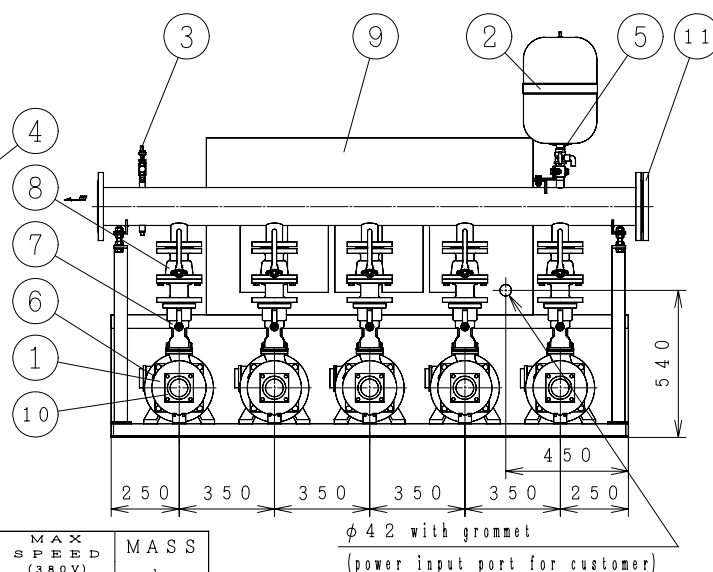 3
9
2
5
11
4
8
7
6
1
10
540
450
250 350 350 350 350 250
φ42 with grommet
(power input port for customer)
MAX
SPEED
(380V)
MASS